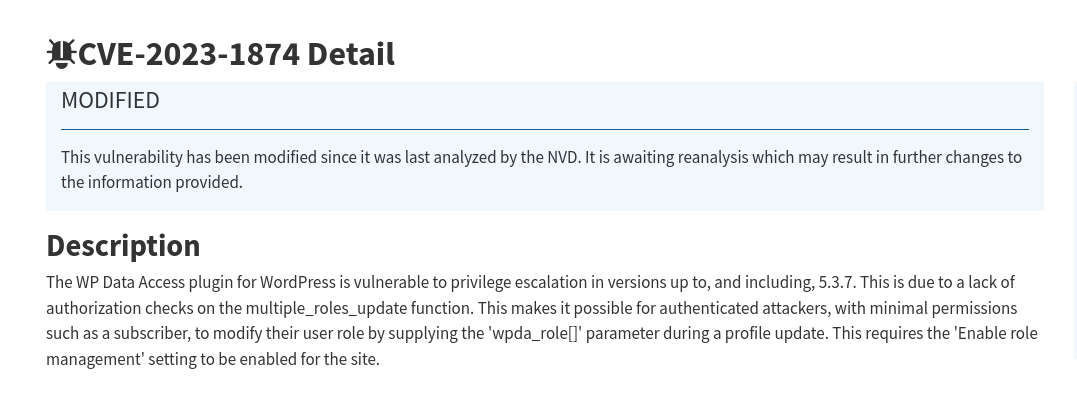 CVE-2023-1874 Detail
MODIFIED
This vulnerability has been modified since it was last analyzed by the NVD. It is awaiting reanalysis which may result in further changes to
the information provided.
Description
The WP Data Access plugin for WordPress is vulnerable to privilege escalation in versions up to, and including, 5.3.7. This is due to a lack of
authorization checks on the multiple_roles_update function. This makes it possible for authenticated attackers, with minimal permissions
such as a subscriber, to modify their user role by supplying the 'wpda_role[]' parameter during a profile update. This requires the 'Enable role
management' setting to be enabled for the site.